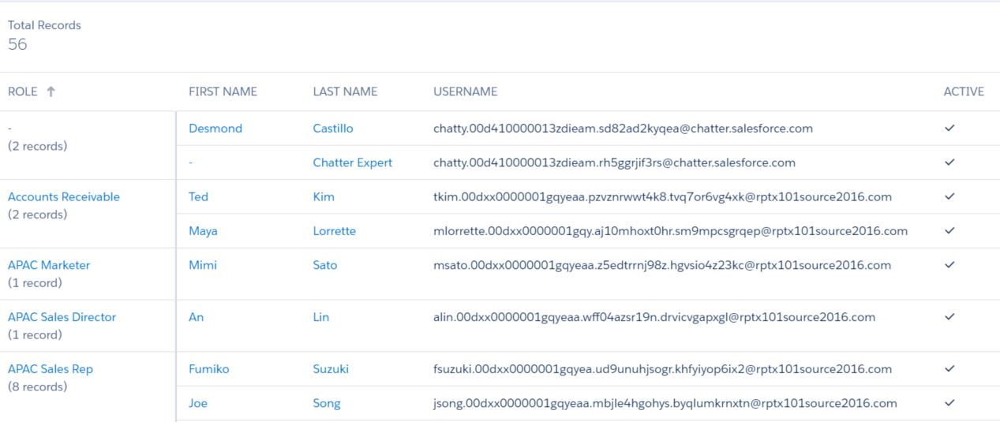 Total Records
56
ROLE ↑ FIRST NAME LAST NAME USERNAME ACTIVE
- Desmond Castillo chatty.00d410000013zdieam.sd82ad2kyqea@chatter.salesforce.com ✓
(2 records)
- Chatter Expert chatty.00d410000013zdieam.rh5ggrjif3rs@chatter.salesforce.com ✓
Accounts Receivable Ted Kim tkim.00dxx0000001gqyeaa.pzvznrwwt4k8.tvq7or6vg4xk@rptx101source2016.com ✓
(2 records)
Maya Lorrette mlorrette.00dxx0000001gqy.aj10mhoxt0hr.sm9mpcsgrqep@rptx101source2016.com ✓
APAC Marketer Mimi Sato msato.00dxx0000001gqyeaa.z5edtrrnj98z.hgvsio4z23kc@rptx101source2016.com ✓
(1 record)
APAC Sales Director An Lin alin.00dxx0000001gqyeaa.wff04azsr19n.drvicvgapxgl@rptx101source2016.com ✓
(1 record)
APAC Sales Rep Fumiko Suzuki fsuzuki.00dxx0000001gqyea.ud9unuhjsogr.khfyiyop6ix2@rptx101source2016.com ✓
(8 records)
Joe Song jsong.00dxx0000001gqyeaa.mbjle4hgohys.byqlumkrnxtn@rptx101source2016.com ✓